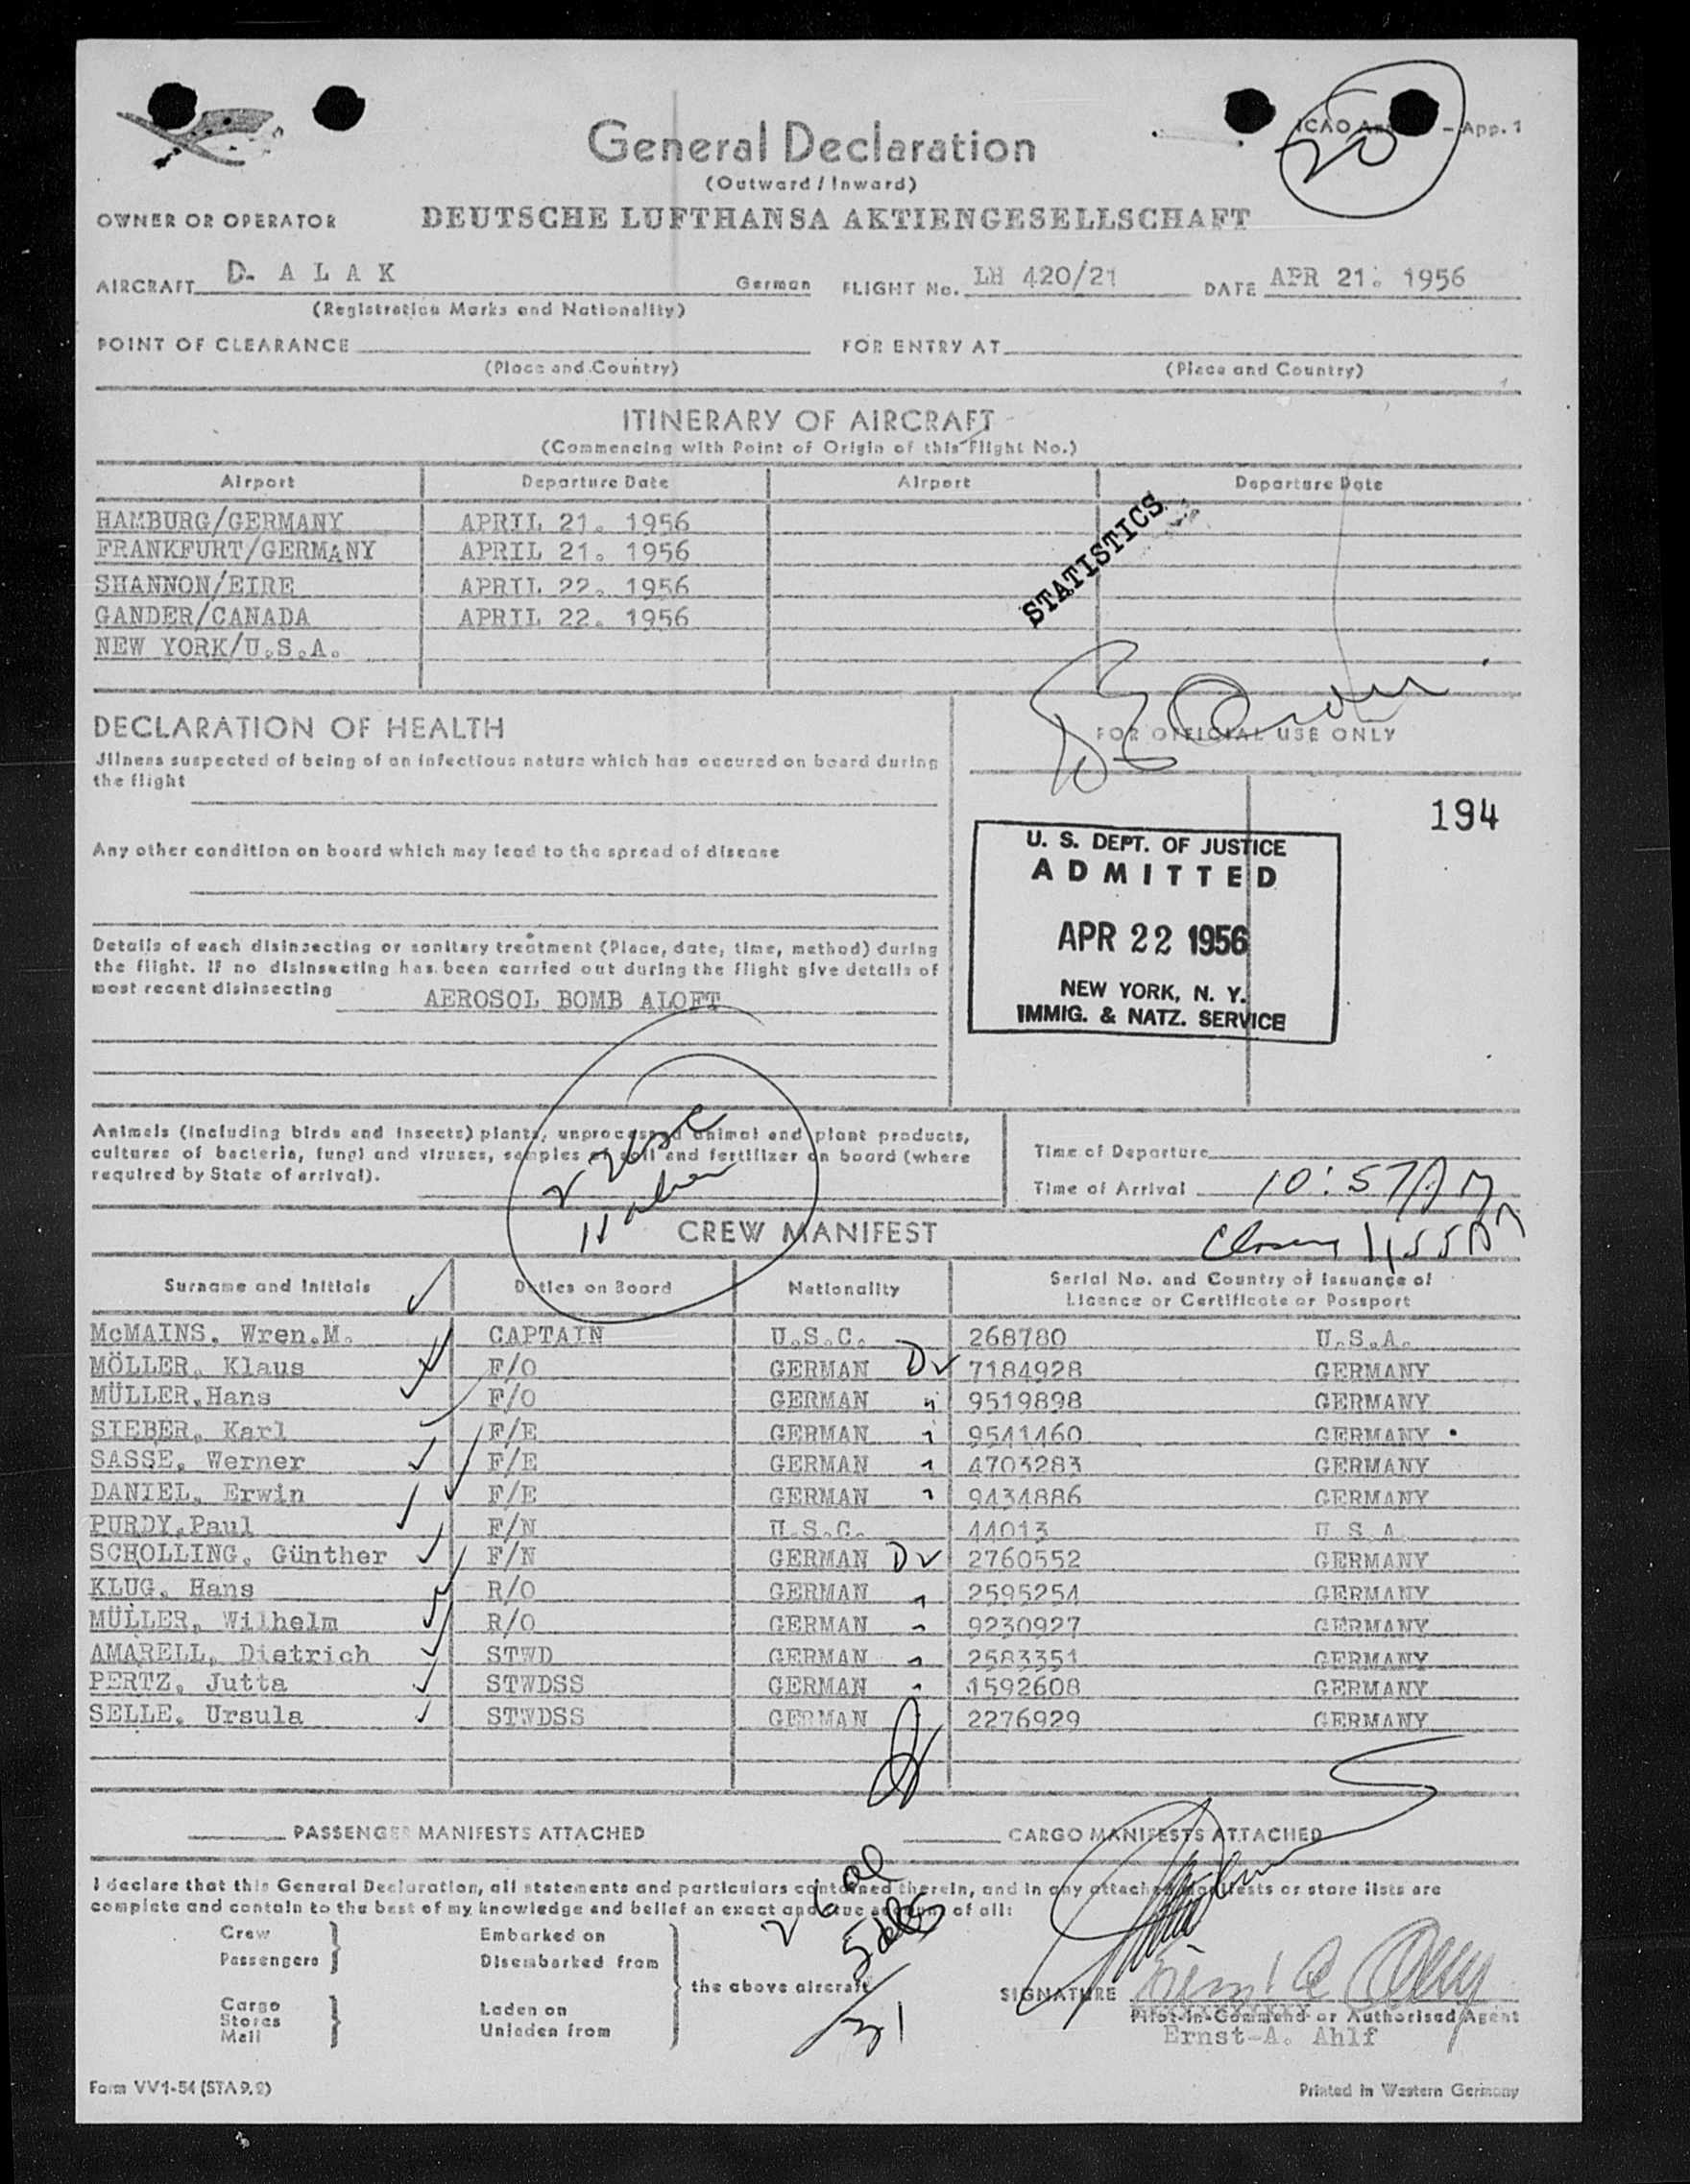 ICAO - App. 1
20
General Declaration
(Outward / Inward)
OWNER OR OPERATOR DEUTSCHE LUFTHANSA AKTIENGESELLSCHAFT
AIRCRAFT D- A L A K German FLIGHT No. LH 420/21 DATE APR 21. 1956
(Registration Marks and Nationality)
POINT OF CLEARANCE FOR ENTRY AT
(Place and Country) (Place and Country)
ITINERARY OF AIRCRAFT
(Commencing with Point of Origin of this Flight No.)
Airport Departure Date Airport Departure Date
HAMBURG/GERMANY APRIL 21. 1956
FRANKFURT/GERMANY APRIL 21. 1956
SHANNON/EIRE APRIL 22. 1956
GANDER/CANADA APRIL 22. 1956
NEW YORK/U.S.A.
STATISTICS
DECLARATION OF HEALTH
FOR OFFICIAL USE ONLY
Jilness suspected of being of an infectious nature which has occured on board during
the flight
194
Any other condition on board which may lead to the spread of disease
U. S. DEPT. OF JUSTICE
ADMITTED
APR 22 1956
NEW YORK, N. Y.
IMMIG. & NATZ. SERVICE
Details of each disinsecting or sanitary treatment (Place, date, time, method) during
the flight. If no disinsecting has been carried out during the flight give details of
most recent disinsecting AEROSOL BOMB ALOFT
Animals (including birds and insects) plants, unprocessed animal and plant products,
cultures of bacteria, fungi and viruses, samples of soil and fertilizer on board (where
required by State of arrival).
Time of Departure
Time of Arrival 10:57AM
Closing 11:55AM
CREW MANIFEST
Surname and Initials Duties on Board Nationality Serial No. and Country of Issuance of
Licence or Certificate or Passport
McMAINS, Wren.M. CAPTAIN U.S.C. 268780 U.S.A.
MÖLLER, Klaus F/O GERMAN 7184928 GERMANY
MÜLLER,Hans F/O GERMAN 9519898 GERMANY
SIEBER, Karl F/E GERMAN 9541460 GERMANY
SASSE, Werner F/E GERMAN 4703283 GERMANY
DANIEL, Erwin F/E GERMAN 9434886 GERMANY
PURDY,Paul F/N U.S.C. 44013 U.S.A.
SCHOLLING, Günther F/N GERMAN 2760552 GERMANY
KLUG, Hans R/O GERMAN 2595254 GERMANY
MÜLLER, Wilhelm R/O GERMAN 9230927 GERMANY
AMARELL, Dietrich STWD GERMAN 2583351 GERMANY
PERTZ, Jutta STWDSS GERMAN 1592608 GERMANY
SELLE, Ursula STWDSS GERMAN 2276929 GERMANY
PASSENGER MANIFESTS ATTACHED CARGO MANIFESTS ATTACHED
I declare that this General Declaration, all statements and particulars contained therein, and in any attached manifests or store lists are
complete and contain to the best of my knowledge and belief an exact and true account of all:
Crew Embarked on
Passengers Disembarked from
the above aircraft
Cargo Laden on
Stores
Mail Unladen from
31
SIGNATURE
Pilot-in-Command or Authorised Agent
Ernst-A. Ahlf
Form VV1-54 (STA 9.2) Printed in Western Germany